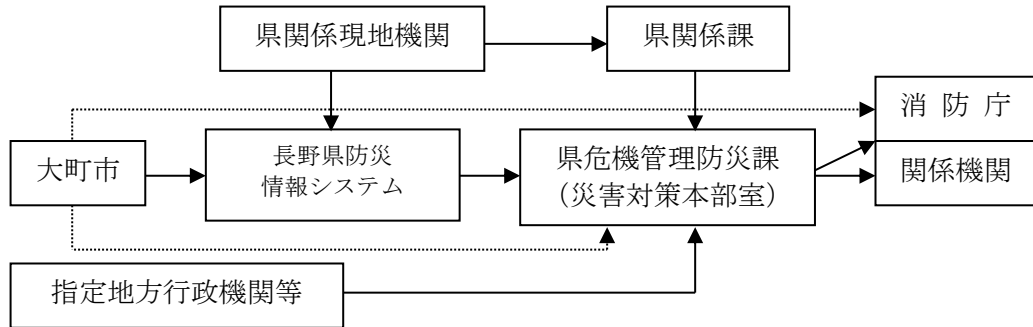 県関係現地機関
県関係課
消 防 庁
大町市
長野県防災
情報システム
県危機管理防災課
（災害対策本部室）
関係機関
指定地方行政機関等